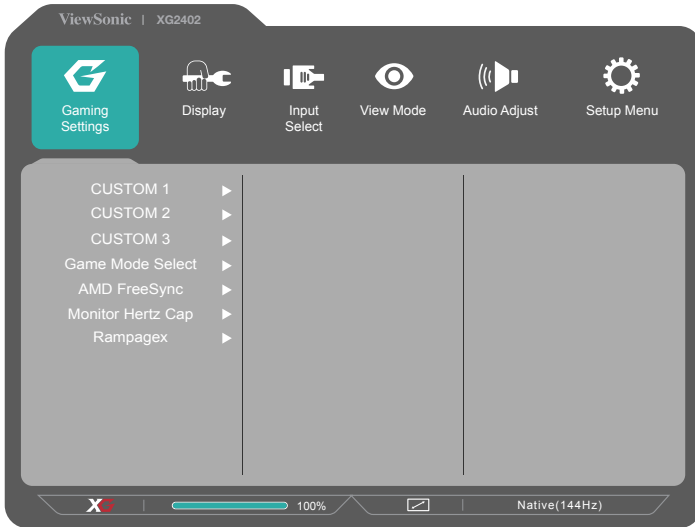 ViewSonic | XG2402
Gaming
Settings
Display
Input
Select
View Mode
Audio Adjust
Setup Menu
CUSTOM 1
CUSTOM 2
CUSTOM 3
Game Mode Select
AMD FreeSync
Monitor Hertz Cap
Rampagex
XG | 100% | Native(144Hz)